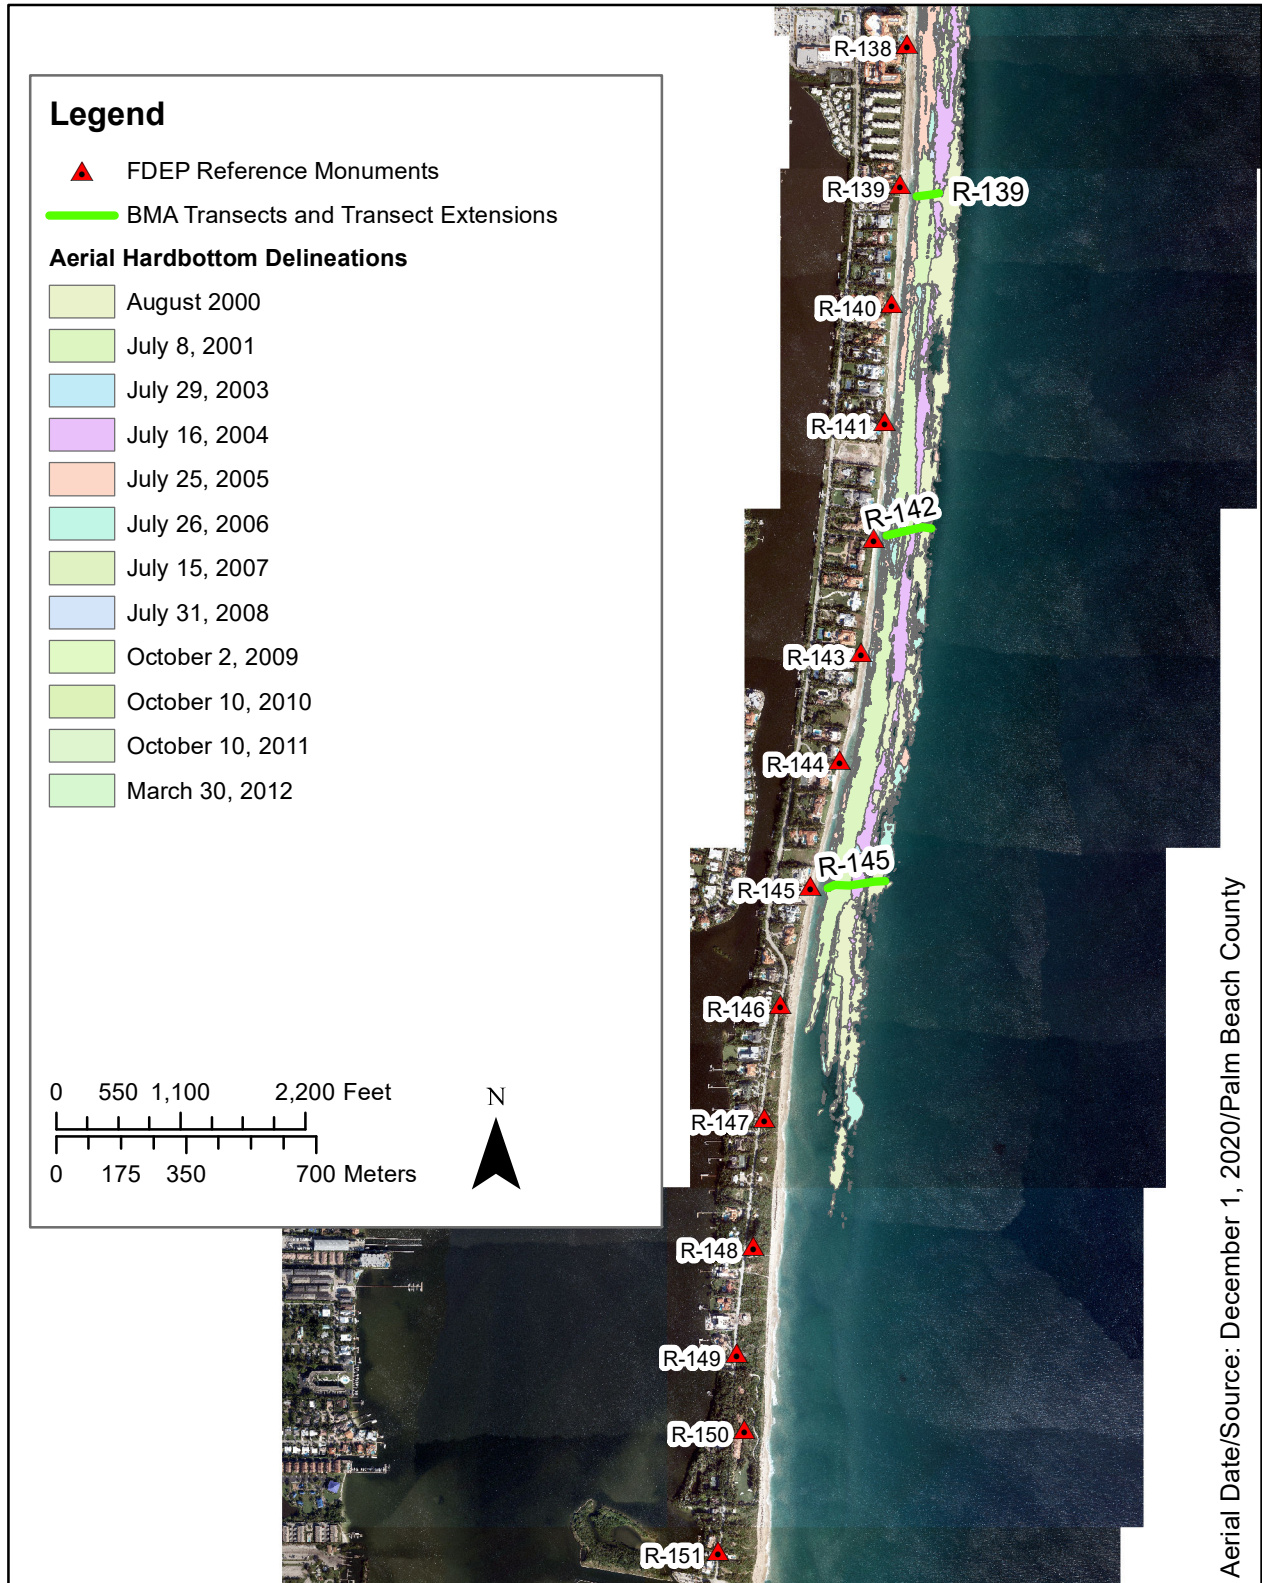 Legend
FDEP Reference Monuments
BMA Transects and Transect Extensions
Aerial Hardbottom Delineations
August 2000
July 8, 2001
July 29, 2003
July 16, 2004
July 25, 2005
July 26, 2006
July 15, 2007
July 31, 2008
October 2, 2009
October 10, 2010
October 10, 2011
March 30, 2012
0 550 1,100 2,200 Feet
0 175 350 700 Meters
N
R-138
R-139 R-139
R-140
R-141
R-142
R-143
R-144
R-145
R-145
R-146
R-147
R-148
R-149
R-150
R-151
Aerial Date/Source: December 1, 2020/Palm Beach County